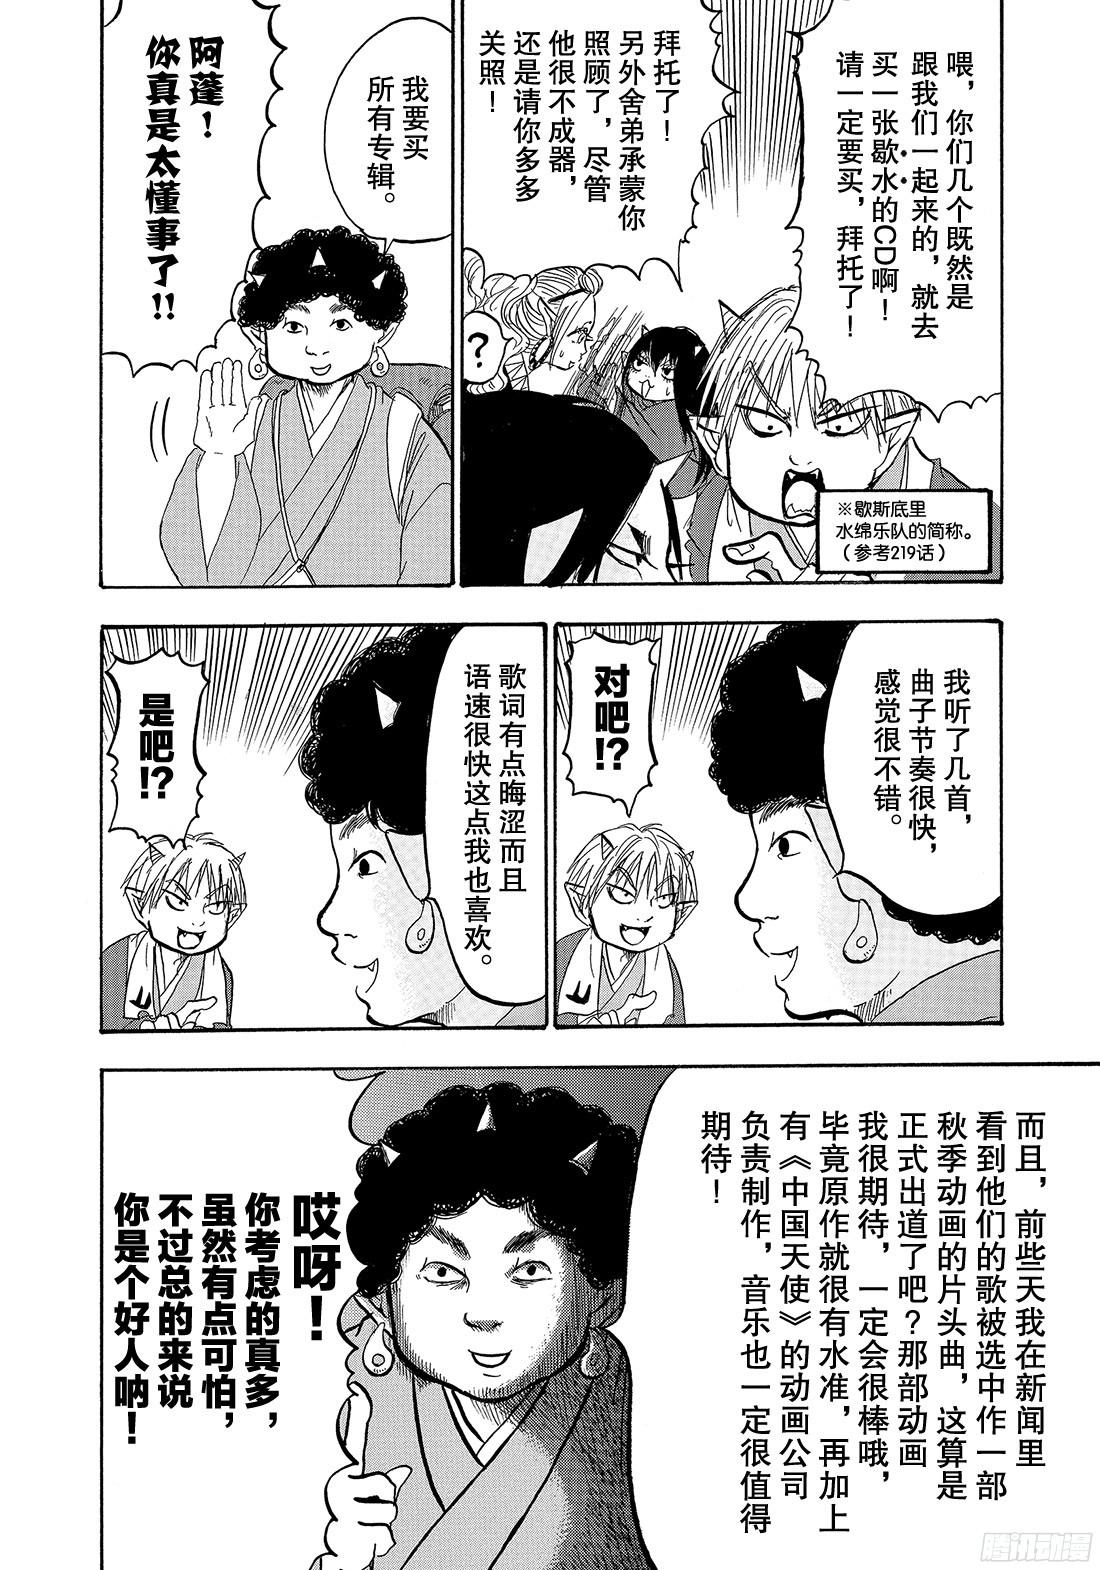 喂，你们几个既然是
跟我们一起来的，就去
买一张歇水的CD啊！
请一定要买，拜托了！
拜托了！
另外舍弟承蒙你
照顾了，尽管
他很不成器，
还是请你多多
关照！
?
※歇斯底里
水绵乐队的简称。
（参考219话）
我要买
所有专辑。
阿蓬！
你真是太懂事了!!
我听了几首，
曲子节奏很快，
感觉很不错。
对吧!?
歌词有点晦涩而且
语速很快这点我也喜欢。
是吧!?
而且，前些天我在新闻里
看到他们的歌被选中作一部
秋季动画的片头曲，这算是
正式出道了吧？那部动画
我很期待，一定会很棒哦，
毕竟原作就很有水准，再加上
有《中国天使》的动画公司
负责制作，音乐也一定很值得
期待！
哎呀！
你考虑的真多，
虽然有点可怕，
不过总的来说
你是个好人呐！
腾讯动漫